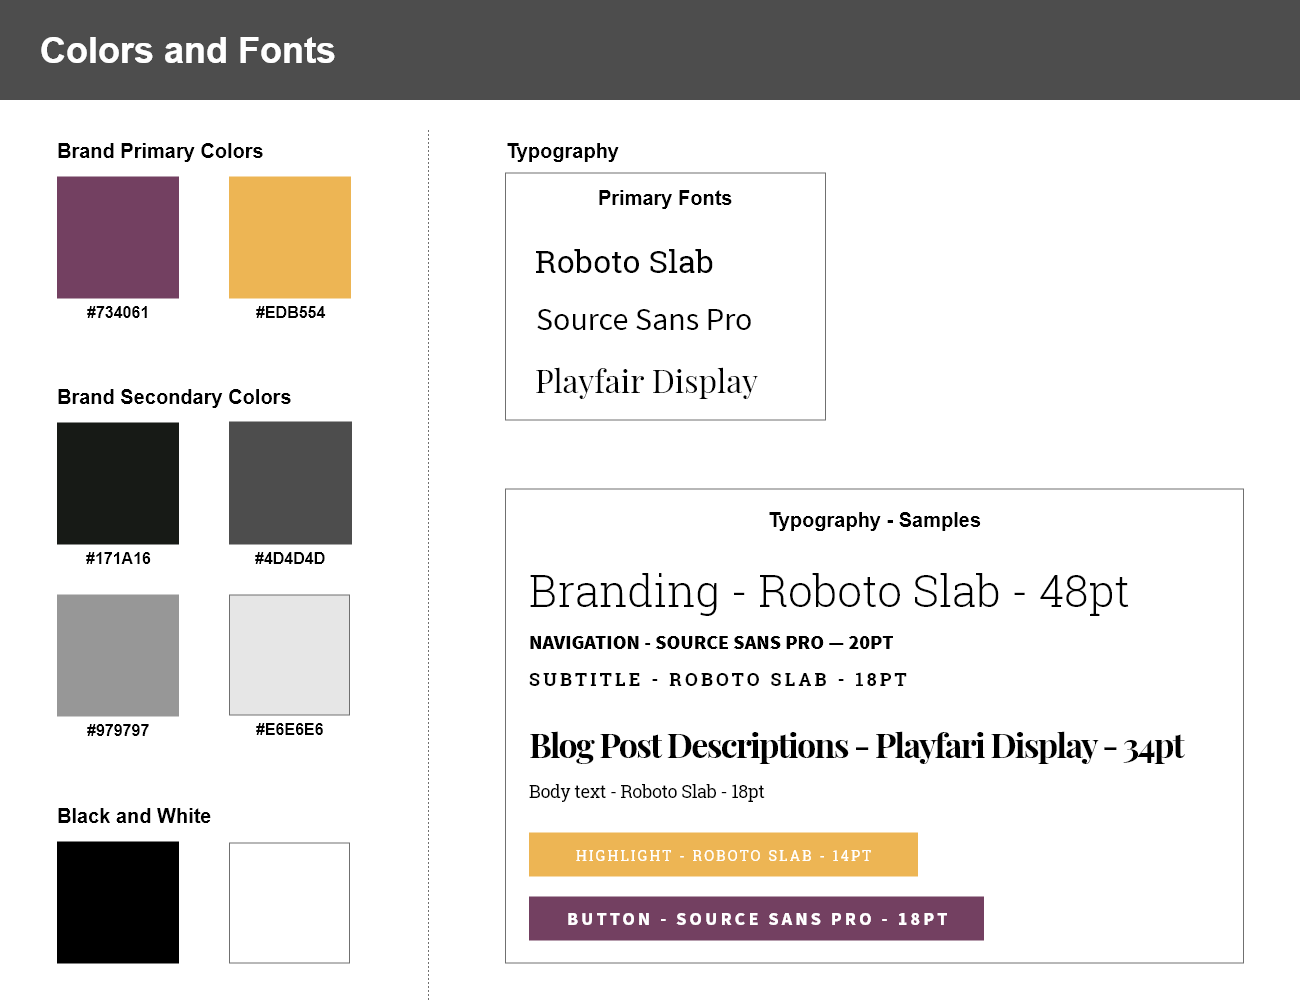 Colors and Fonts
Brand Primary Colors
#734061
#EDB554
Brand Secondary Colors
#171A16
#4D4D4D
#979797
#E6E6E6
Black and White
Typography
Primary Fonts
Roboto Slab
Source Sans Pro
Playfair Display
Typography - Samples
Branding - Roboto Slab - 48pt
NAVIGATION - SOURCE SANS PRO — 20PT
SUBTITLE - ROBOTO SLAB - 18PT
Blog Post Descriptions - Playfari Display - 34pt
Body text - Roboto Slab - 18pt
HIGHLIGHT - ROBOTO SLAB - 14PT
BUTTON - SOURCE SANS PRO - 18PT